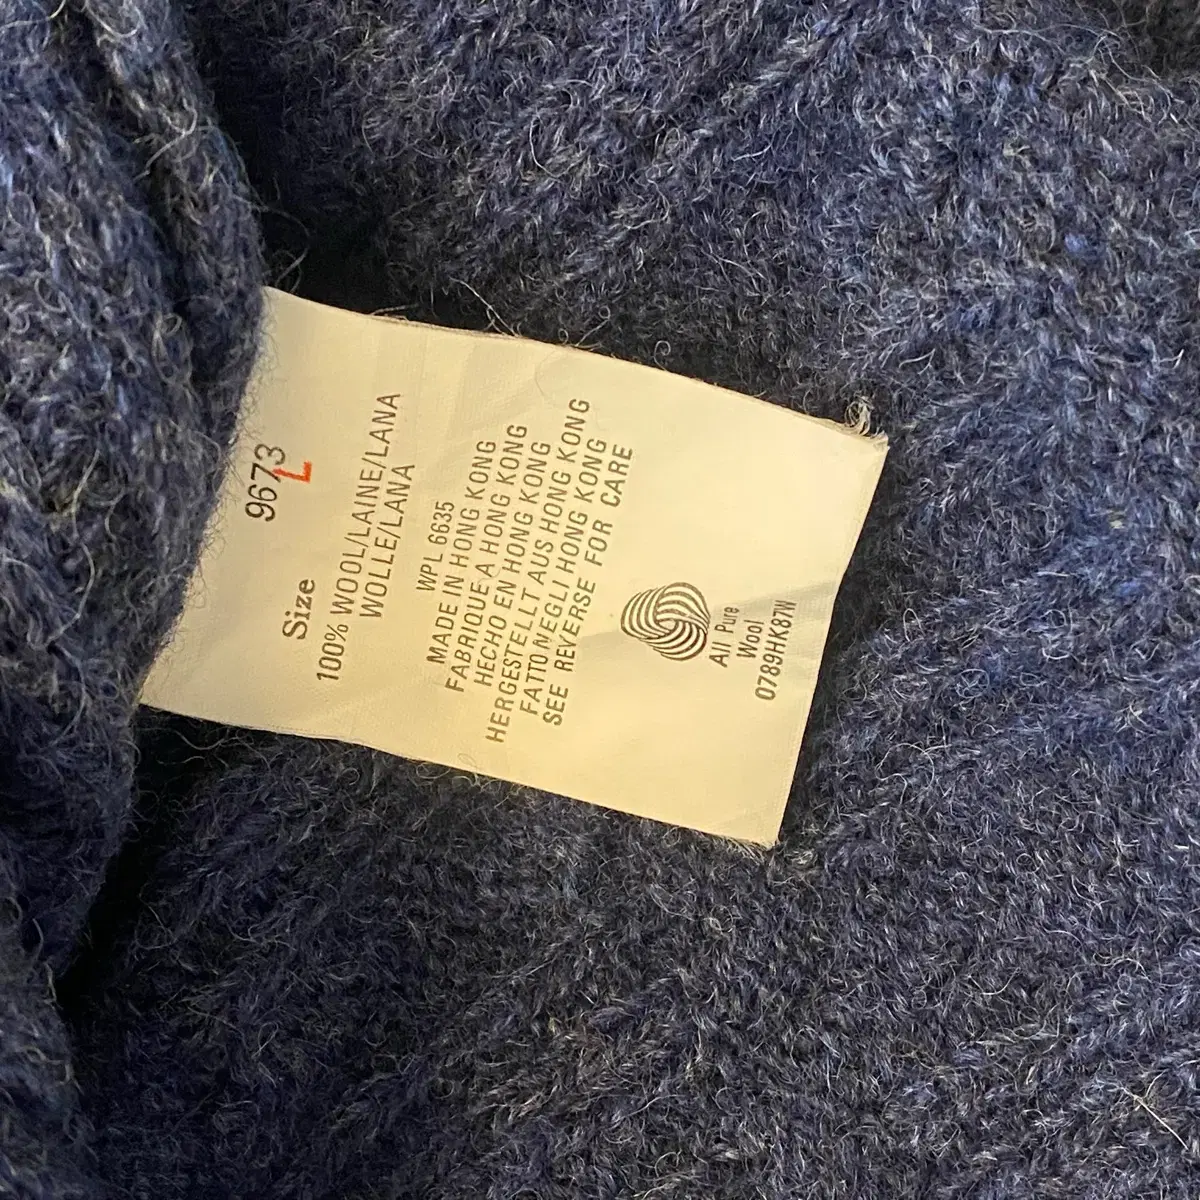 9673
L
Size
100% WOOL/LAINE/LANA
WOLLE/LANA
WPL 6635
MADE IN HONG KONG
FABRIQUE A HONG KONG
HECHO EN HONG KONG
HERGESTELLT AUS HONG KONG
FATTO NEGLI HONG KONG
SEE REVERSE FOR CARE
All Pure
Wool
0789HK87W